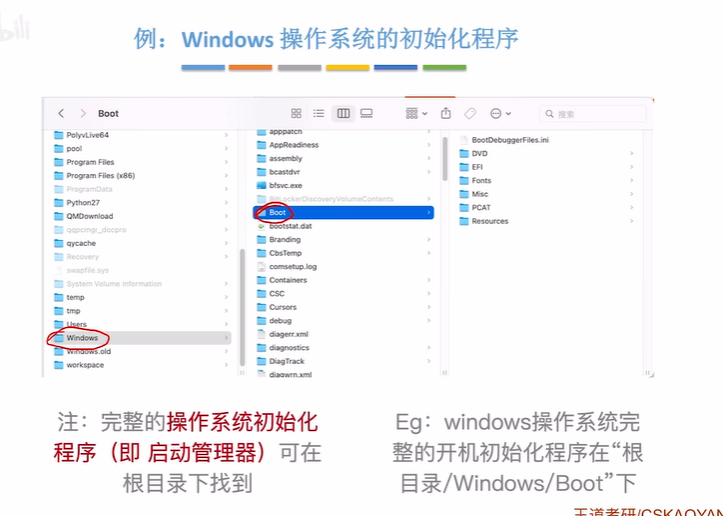 例：Windows 操作系统的初始化程序
Boot
搜索
PolyvLive64
pool
Program Files
Program Files (x86)
ProgramData
Python27
QMDownload
qqpcmgr_docpro
qycache
Recovery
swapfile.sys
System Volume Information
temp
tmp
Users
Windows
Windows.old
workspace
apppatch
AppReadiness
assembly
bcastdvr
bfsvc.exe
BitLockerDiscoveryVolumeContents
Boot
bootstat.dat
Branding
CbsTemp
comsetup.log
Containers
CSC
Cursors
debug
diagerr.xml
diagnostics
DiagTrack
diagwrn.xml
BootDebuggerFiles.ini
DVD
EFI
Fonts
Misc
PCAT
Resources
注：完整的操作系统初始化
程序（即 启动管理器）可在
根目录下找到
Eg：windows操作系统完
整的开机初始化程序在“根
目录/Windows/Boot”下
王道考研/CSKAOYAN